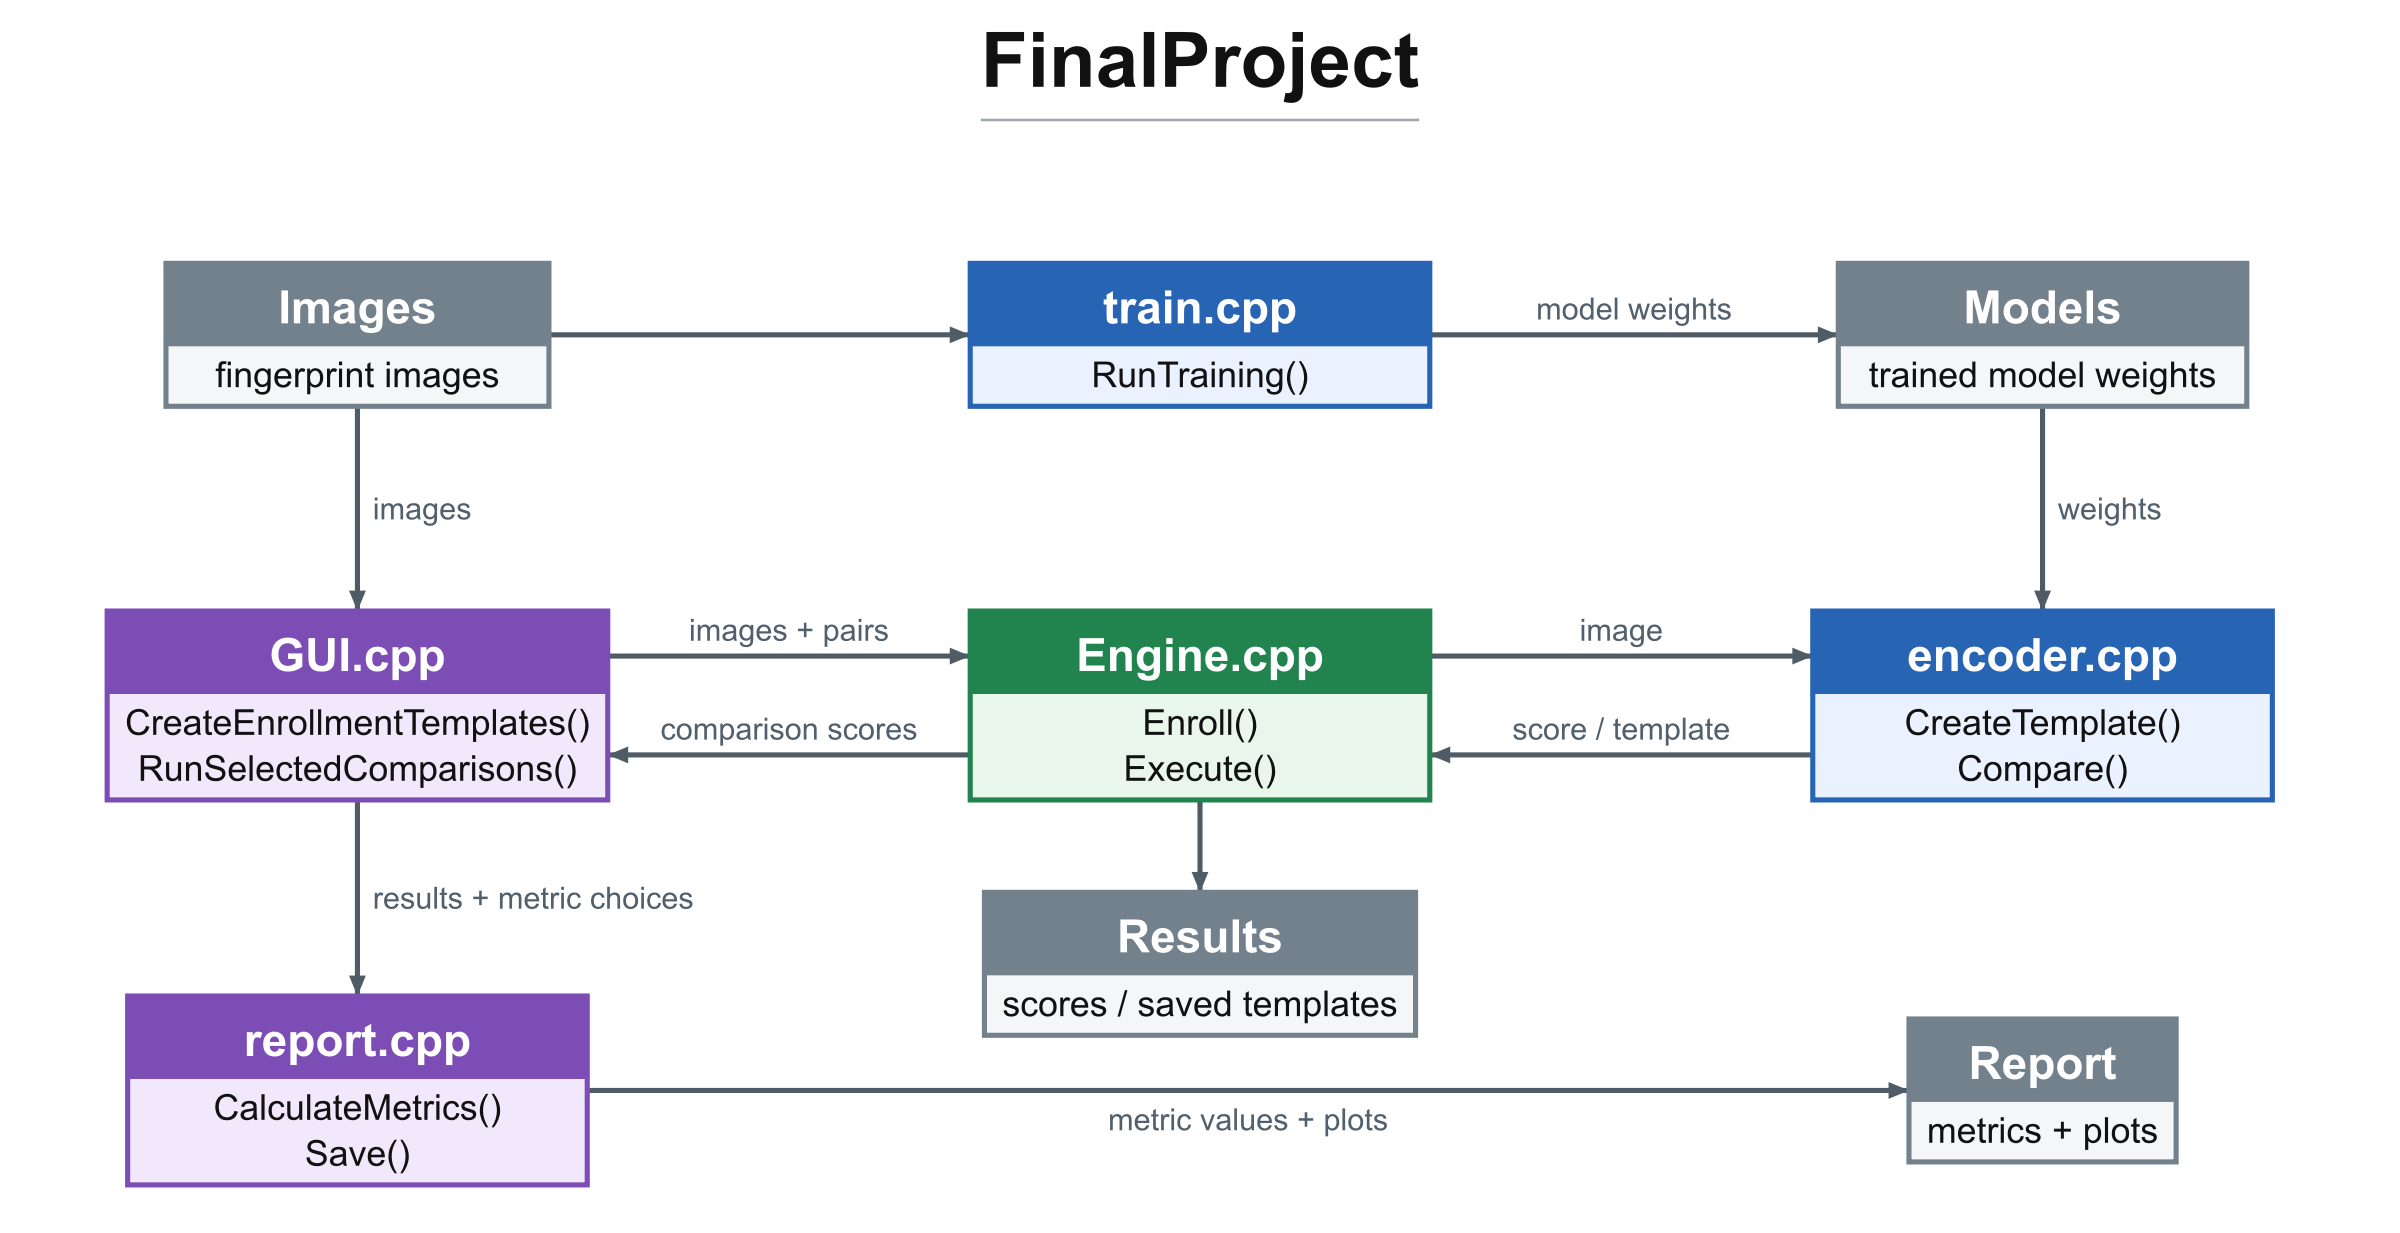 FinalProject
Images
fingerprint images
train.cpp
RunTraining()
model weights
Models
trained model weights
images
weights
GUI.cpp
CreateEnrollmentTemplates()
RunSelectedComparisons()
images + pairs
comparison scores
Engine.cpp
Enroll()
Execute()
image
score / template
encoder.cpp
CreateTemplate()
Compare()
results + metric choices
Results
scores / saved templates
report.cpp
CalculateMetrics()
Save()
metric values + plots
Report
metrics + plots